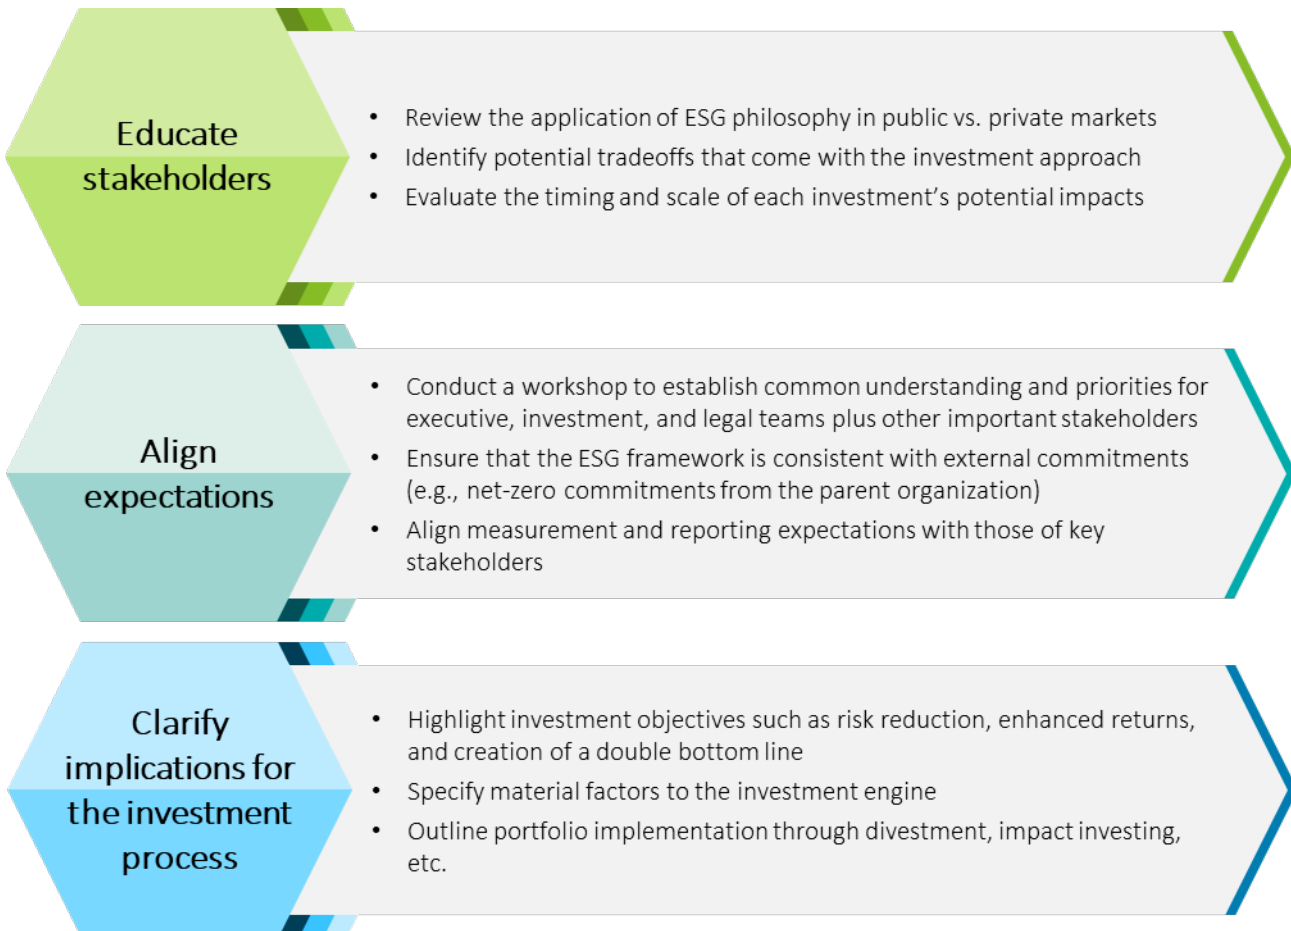 Educate
stakeholders
• Review the application of ESG philosophy in public vs. private markets
• Identify potential tradeoffs that come with the investment approach
• Evaluate the timing and scale of each investment’s potential impacts
Align
expectations
• Conduct a workshop to establish common understanding and priorities for
executive, investment, and legal teams plus other important stakeholders
• Ensure that the ESG framework is consistent with external commitments
(e.g., net-zero commitments from the parent organization)
• Align measurement and reporting expectations with those of key
stakeholders
Clarify
implications for
the investment
process
• Highlight investment objectives such as risk reduction, enhanced returns,
and creation of a double bottom line
• Specify material factors to the investment engine
• Outline portfolio implementation through divestment, impact investing,
etc.